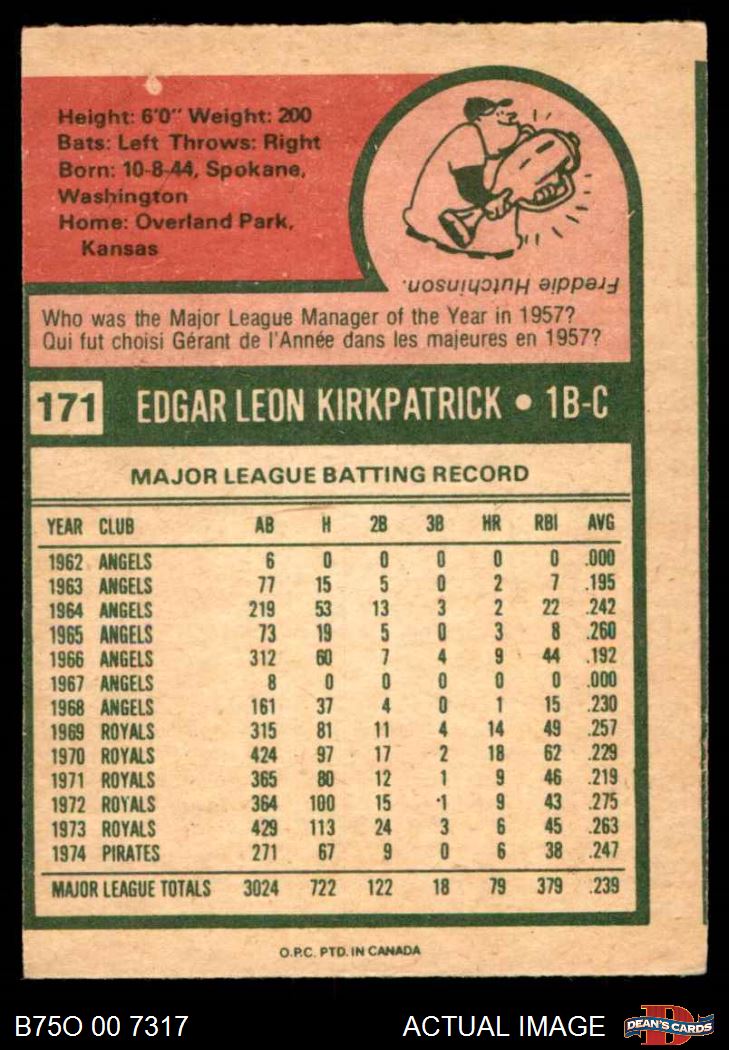 Height: 6'0" Weight: 200
Bats: Left Throws: Right
Born: 10-8-44, Spokane,
Washington
Home: Overland Park,
Kansas
Freddie Hutchinson.
Who was the Major League Manager of the Year in 1957?
Qui fut choisi Gérant de l'Année dans les majeures en 1957?
171 EDGAR LEON KIRKPATRICK • 1B-C
MAJOR LEAGUE BATTING RECORD
YEAR CLUB AB H 2B 3B HR RBI AVG
1962 ANGELS 6 0 0 0 0 0 .000
1963 ANGELS 77 15 5 0 2 7 .195
1964 ANGELS 219 53 13 3 2 22 .242
1965 ANGELS 73 19 5 0 3 8 .260
1966 ANGELS 312 60 7 4 9 44 .192
1967 ANGELS 8 0 0 0 0 0 .000
1968 ANGELS 161 37 4 0 1 15 .230
1969 ROYALS 315 81 11 4 14 49 .257
1970 ROYALS 424 97 17 2 18 62 .229
1971 ROYALS 365 80 12 1 9 46 .219
1972 ROYALS 364 100 15 1 9 43 .275
1973 ROYALS 429 113 24 3 6 45 .263
1974 PIRATES 271 67 9 0 6 38 .247
MAJOR LEAGUE TOTALS 3024 722 122 18 79 379 .239
O.P.C. PTD. IN CANADA
B75O 00 7317 ACTUAL IMAGE
DEAN'S CARDS